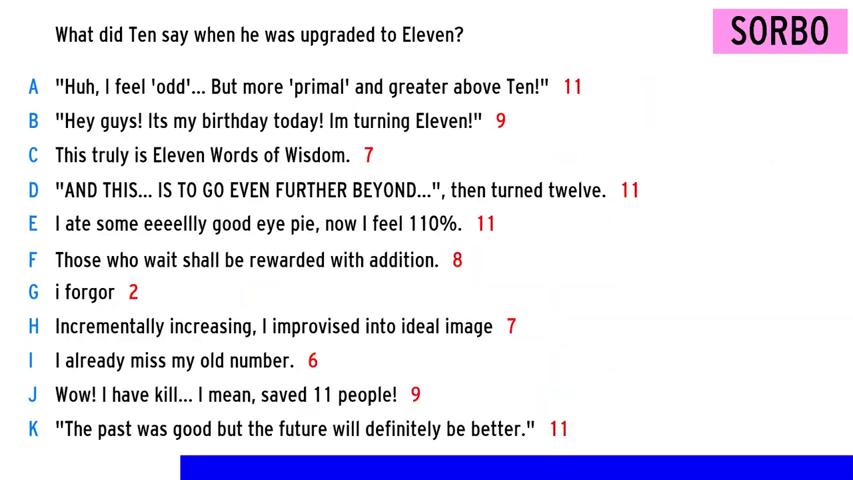 What did Ten say when he was upgraded to Eleven?
SORBO
A "Huh, I feel 'odd'... But more 'primal' and greater above Ten!" 11
B "Hey guys! Its my birthday today! Im turning Eleven!" 9
C This truly is Eleven Words of Wisdom. 7
D "AND THIS... IS TO GO EVEN FURTHER BEYOND...", then turned twelve. 11
E I ate some eeeellly good eye pie, now I feel 110%. 11
F Those who wait shall be rewarded with addition. 8
G i forgor 2
H Incrementally increasing, I improvised into ideal image 7
I I already miss my old number. 6
J Wow! I have kill... I mean, saved 11 people! 9
K "The past was good but the future will definitely be better." 11